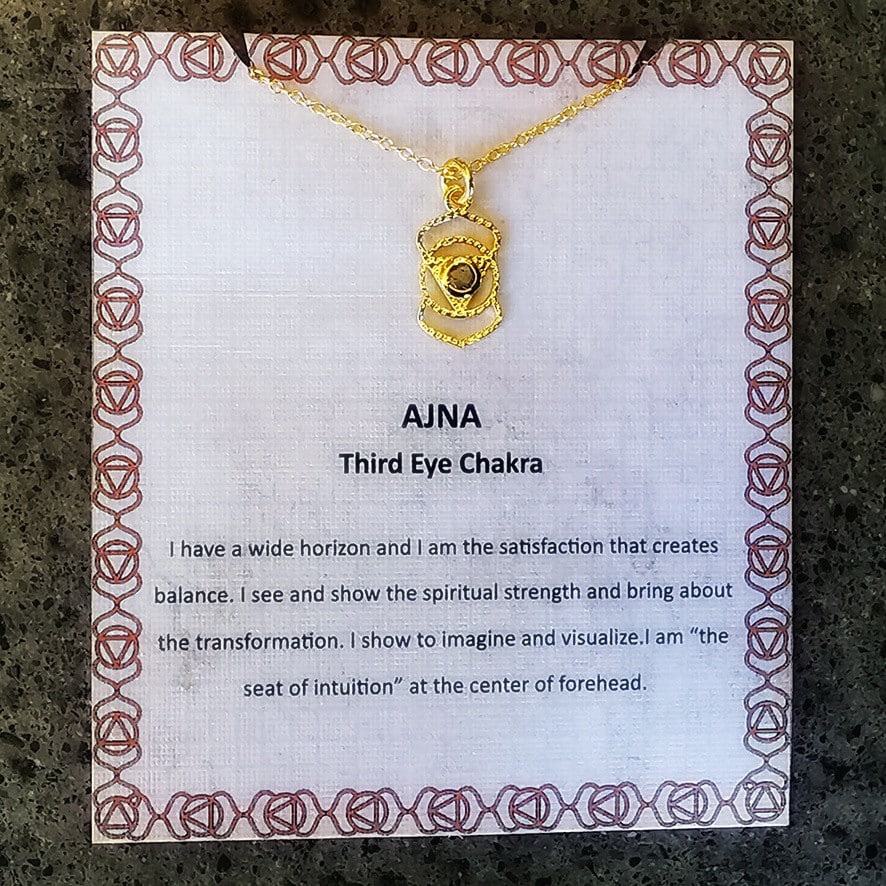 AJNA
Third Eye Chakra
I have a wide horizon and I am the satisfaction that creates
balance. I see and show the spiritual strength and bring about
the transformation. I show to imagine and visualize.I am “the
seat of intuition” at the center of forehead.